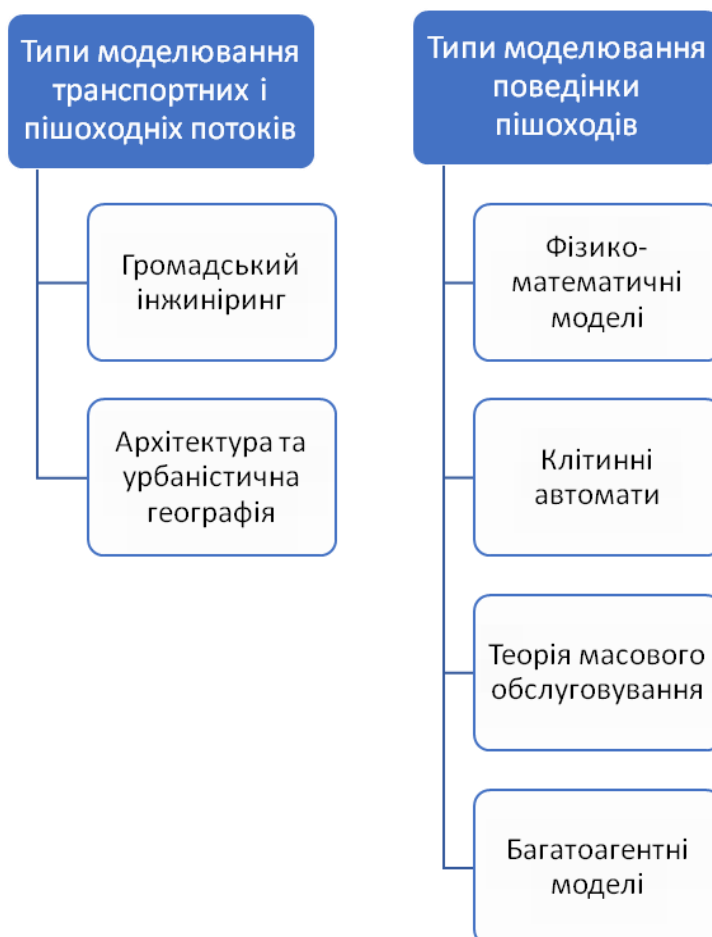 Типи моделювання
транспортних і
пішоходніх потоків
Громадський
інжиніринг
Архітектура та
урбаністична
географія
Типи моделювання
поведінки
пішоходів
Фізико-
математичні
моделі
Клітинні
автомати
Теорія масового
обслуговування
Багатоагентні
моделі